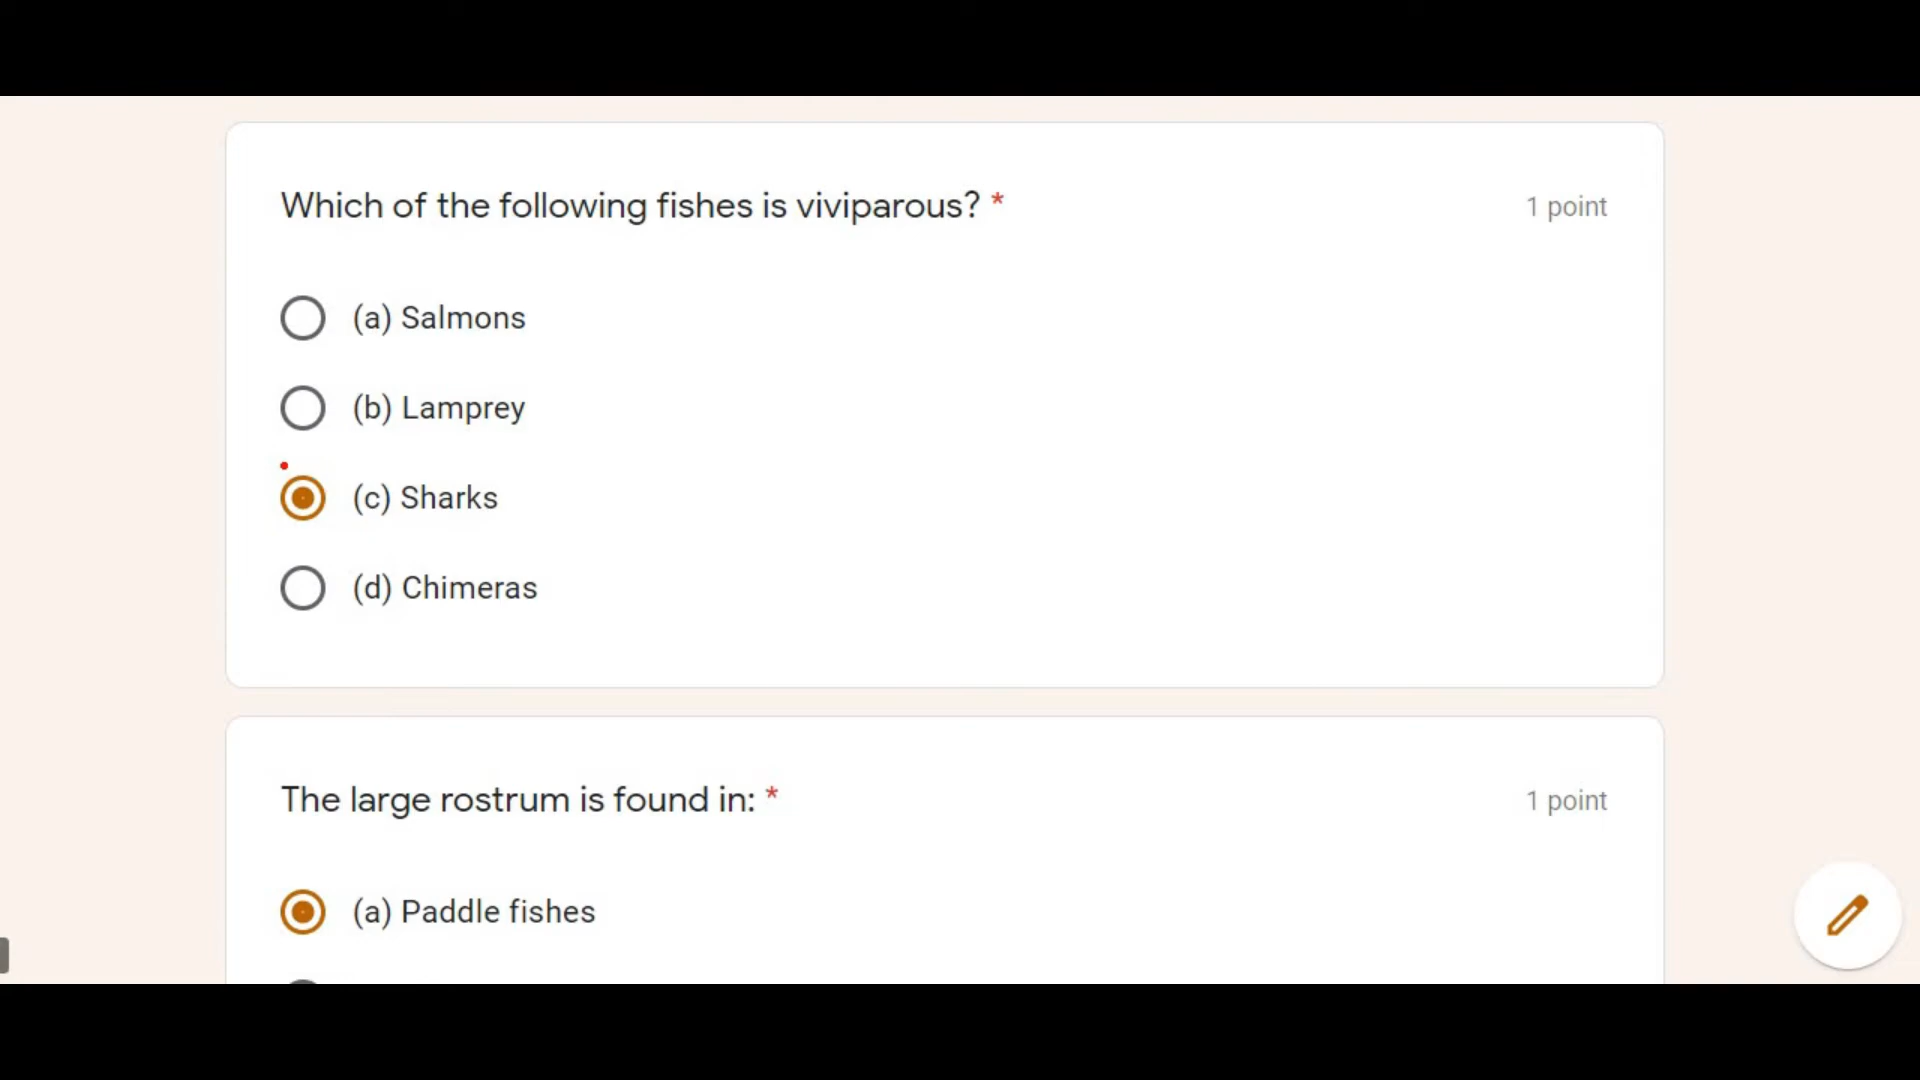 Which of the following fishes is viviparous? *
1 point
(a) Salmons
(b) Lamprey
(c) Sharks
(d) Chimeras
The large rostrum is found in: *
1 point
(a) Paddle fishes